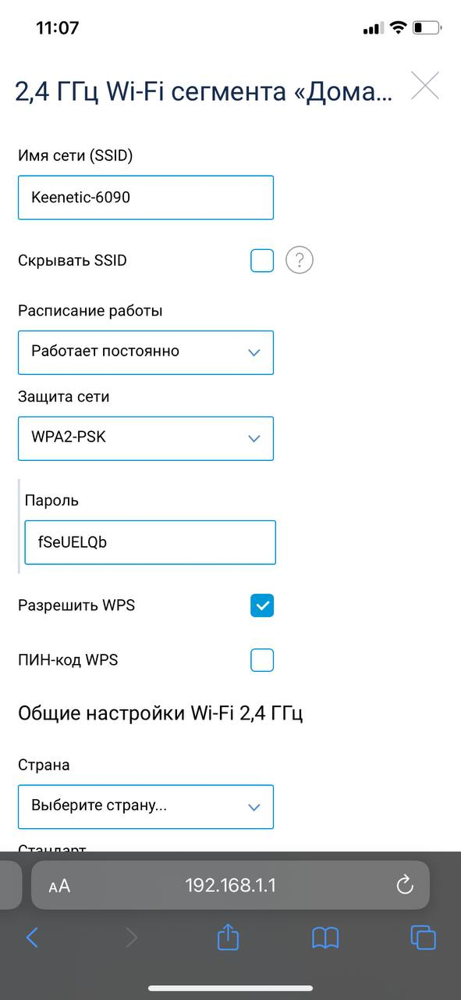 11:07
2,4 ГГц Wi-Fi сегмента «Дома...
Имя сети (SSID)
Keenetic-6090
Скрывать SSID
?
Расписание работы
Работает постоянно
Защита сети
WPA2-PSK
Пароль
fSeUELQb
Разрешить WPS
ПИН-код WPS
Общие настройки Wi-Fi 2,4 ГГц
Страна
Выберите страну...
Стандарт
AA 192.168.1.1